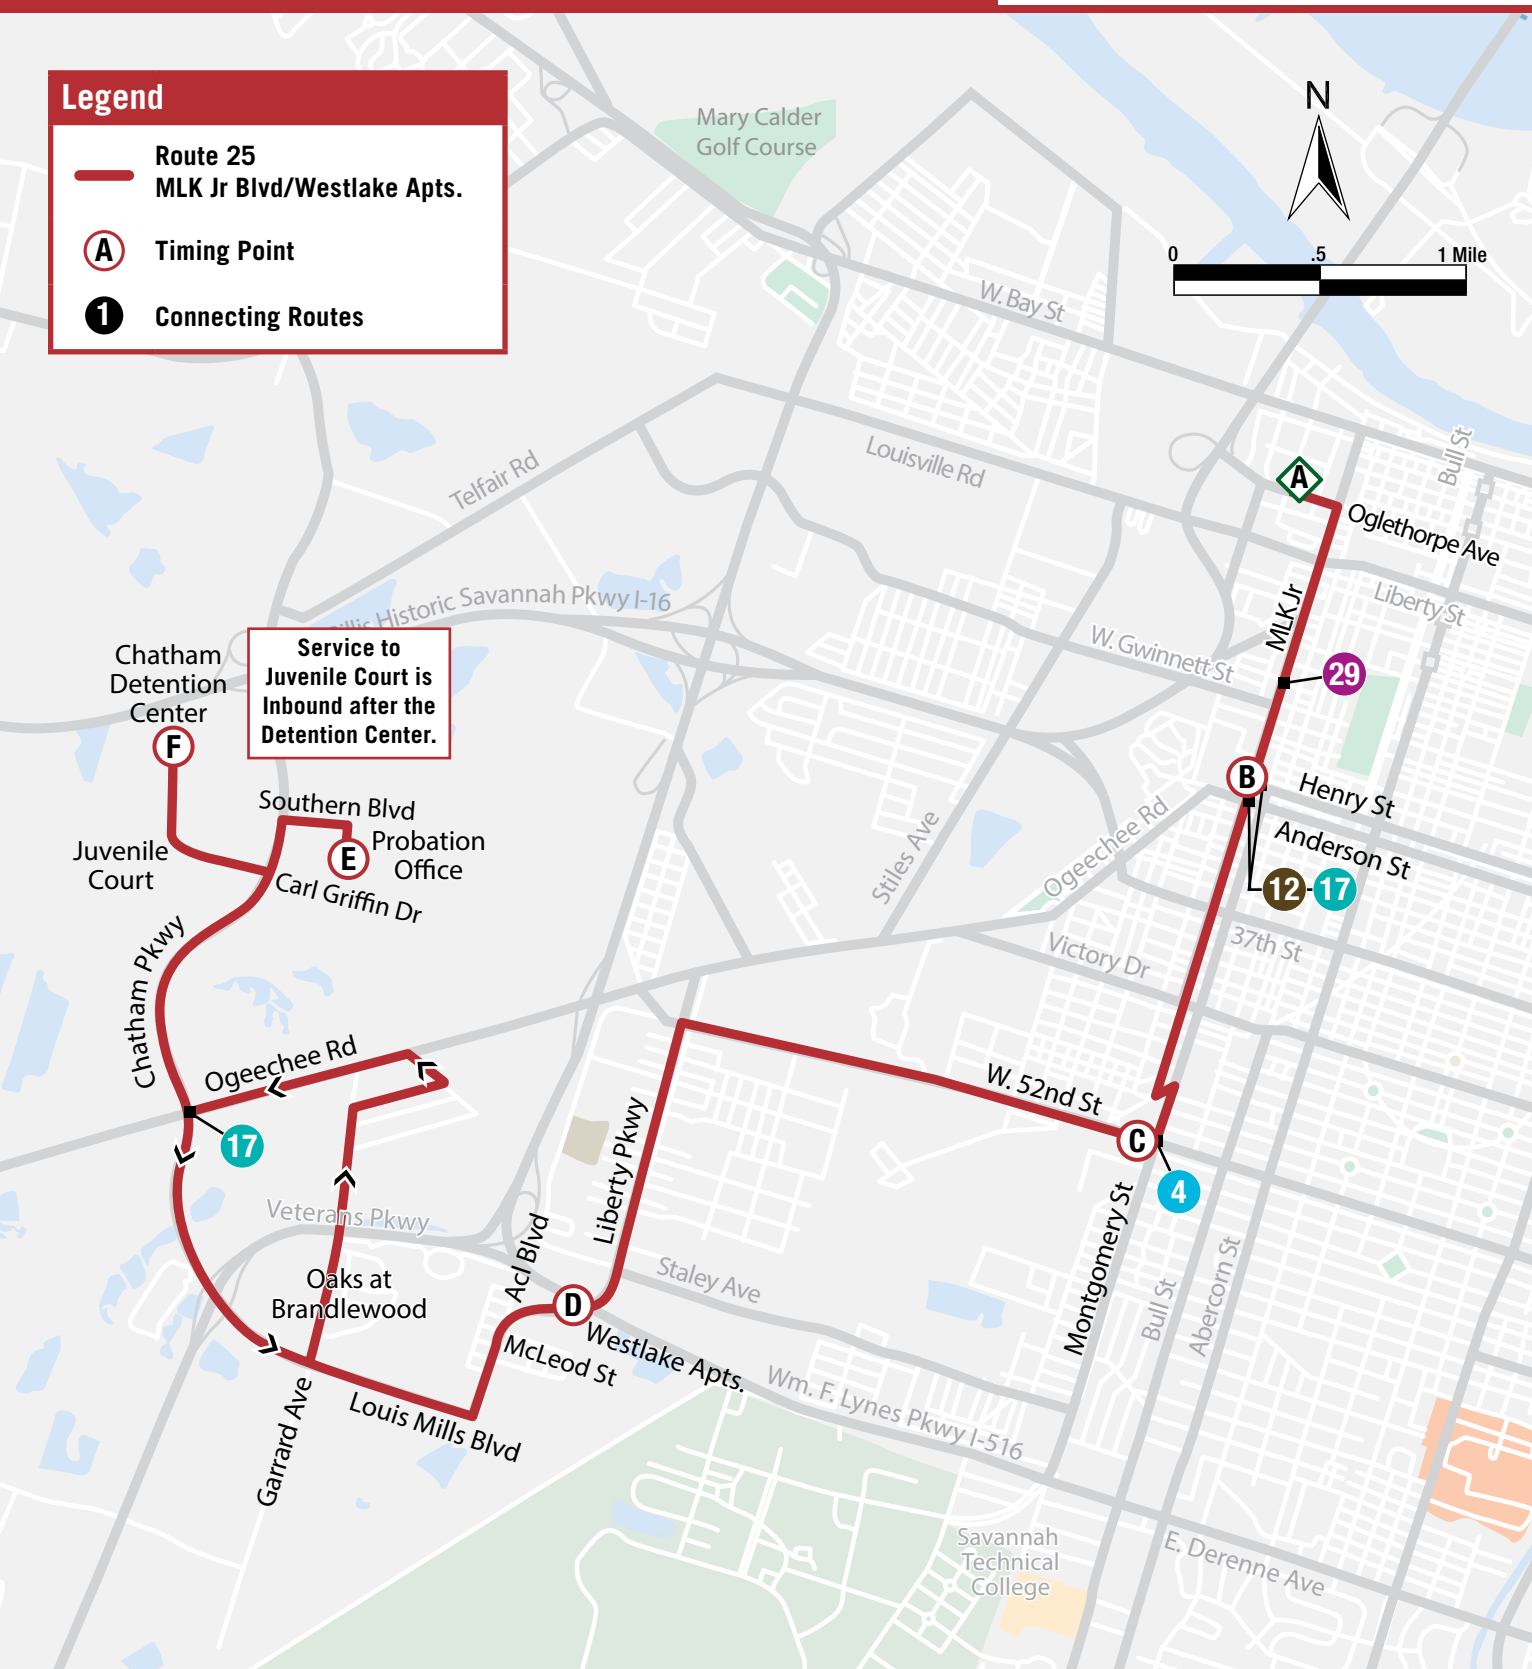 Legend
Route 25
MLK Jr Blvd/Westlake Apts.
A
Timing Point
1
Connecting Routes
Mary Calder
Golf Course
N
0 .5 1 Mile
W. Bay St
Bull St
Louisville Rd
Telfair Rd
A
Oglethorpe Ave
Liberty St
MLK Jr
Historic Savannah Pkwy I-16
W. Gwinnett St
29
Service to
Juvenile Court is
Inbound after the
Detention Center.
Chatham
Detention
Center
F
B
Henry St
Anderson St
Southern Blvd
Probation
Office
E
Juvenile
Court
Carl Griffin Dr
Stiles Ave
Ogeechee Rd
12
17
37th St
Victory Dr
Chatham Pkwy
Ogeechee Rd
17
W. 52nd St
C
4
Liberty Pkwy
Veterans Pkwy
Acl Blvd
Oaks at
Brandlewood
D
Staley Ave
Montgomery St
Bull St
Abercorn St
Westlake Apts.
McLeod St
Wm. F. Lynes Pkwy I-516
Louis Mills Blvd
Garrard Ave
Savannah
Technical
College
E. Derenne Ave